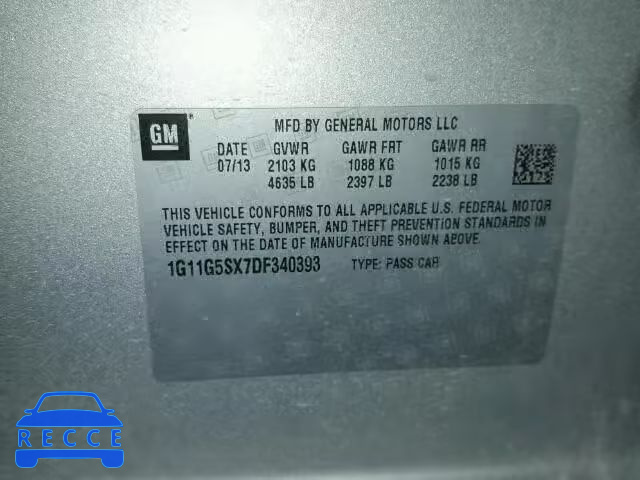 GM
MFD BY GENERAL MOTORS LLC
DATE GVWR GAWR FRT GAWR RR
07/13 2103 KG 1088 KG 1015 KG
4635 LB 2397 LB 2238 LB
THIS VEHICLE CONFORMS TO ALL APPLICABLE U.S. FEDERAL MOTOR
VEHICLE SAFETY, BUMPER, AND THEFT PREVENTION STANDARDS IN
EFFECT ON THE DATE OF MANUFACTURE SHOWN ABOVE.
1G11G5SX7DF340393 TYPE: PASS CAR
RECCE